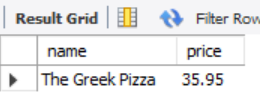 Result Grid Filter Row
name price
The Greek Pizza 35.95